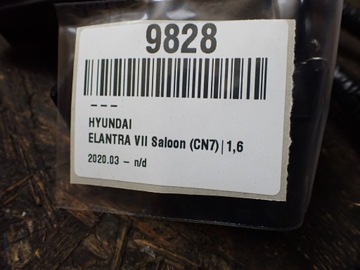 9828
---
HYUNDAI
ELANTRA VII Saloon (CN7)|1,6
2020.03 - n/d